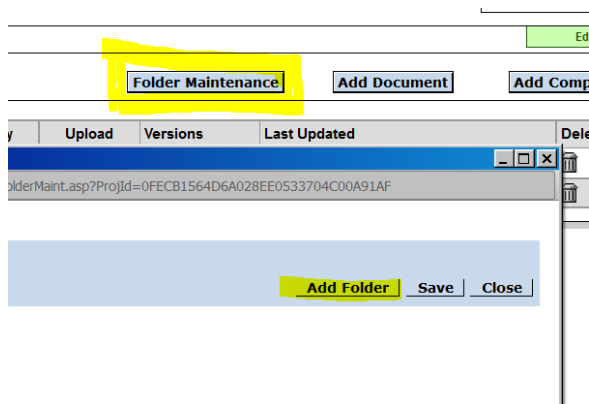 Ed
Folder Maintenance Add Document Add Comp
y Upload Versions Last Updated Dele
olderMaint.asp?ProjId=0FECB1564D6A028EE0533704C00A91AF
Add Folder Save Close